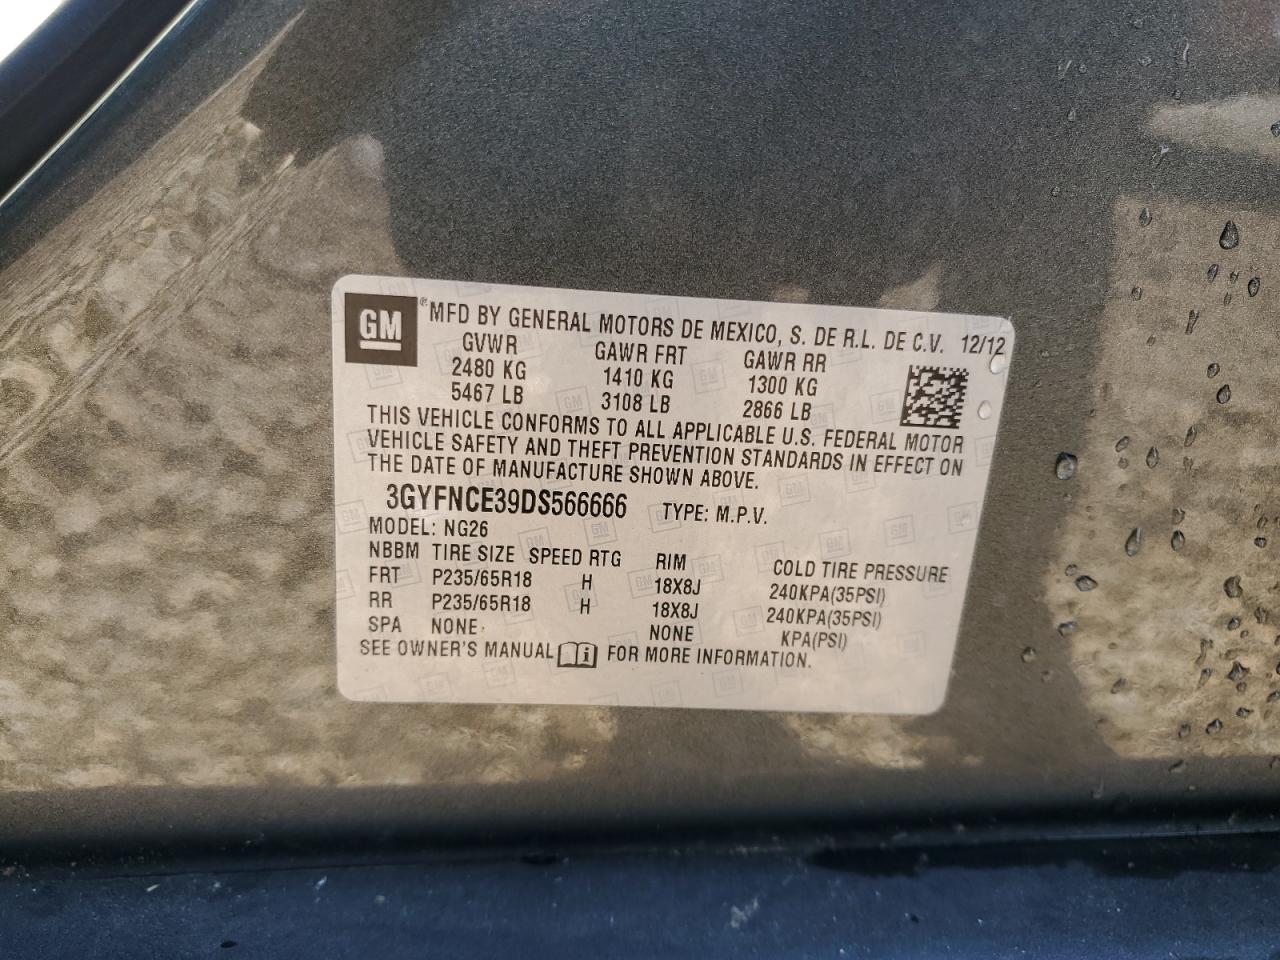 GM ® MFD BY GENERAL MOTORS DE MEXICO, S. DE R.L. DE C.V. 12/12
GVWR GAWR FRT GAWR RR
2480 KG 1410 KG 1300 KG
5467 LB 3108 LB 2866 LB
THIS VEHICLE CONFORMS TO ALL APPLICABLE U.S. FEDERAL MOTOR
VEHICLE SAFETY AND THEFT PREVENTION STANDARDS IN EFFECT ON
THE DATE OF MANUFACTURE SHOWN ABOVE.
3GYFNCE39DS566666 TYPE: M.P.V.
MODEL: NG26
NBBM TIRE SIZE SPEED RTG RIM COLD TIRE PRESSURE
FRT P235/65R18 H 18X8J 240KPA(35PSI)
RR P235/65R18 H 18X8J 240KPA(35PSI)
SPA NONE NONE KPA(PSI)
SEE OWNER'S MANUAL FOR MORE INFORMATION.